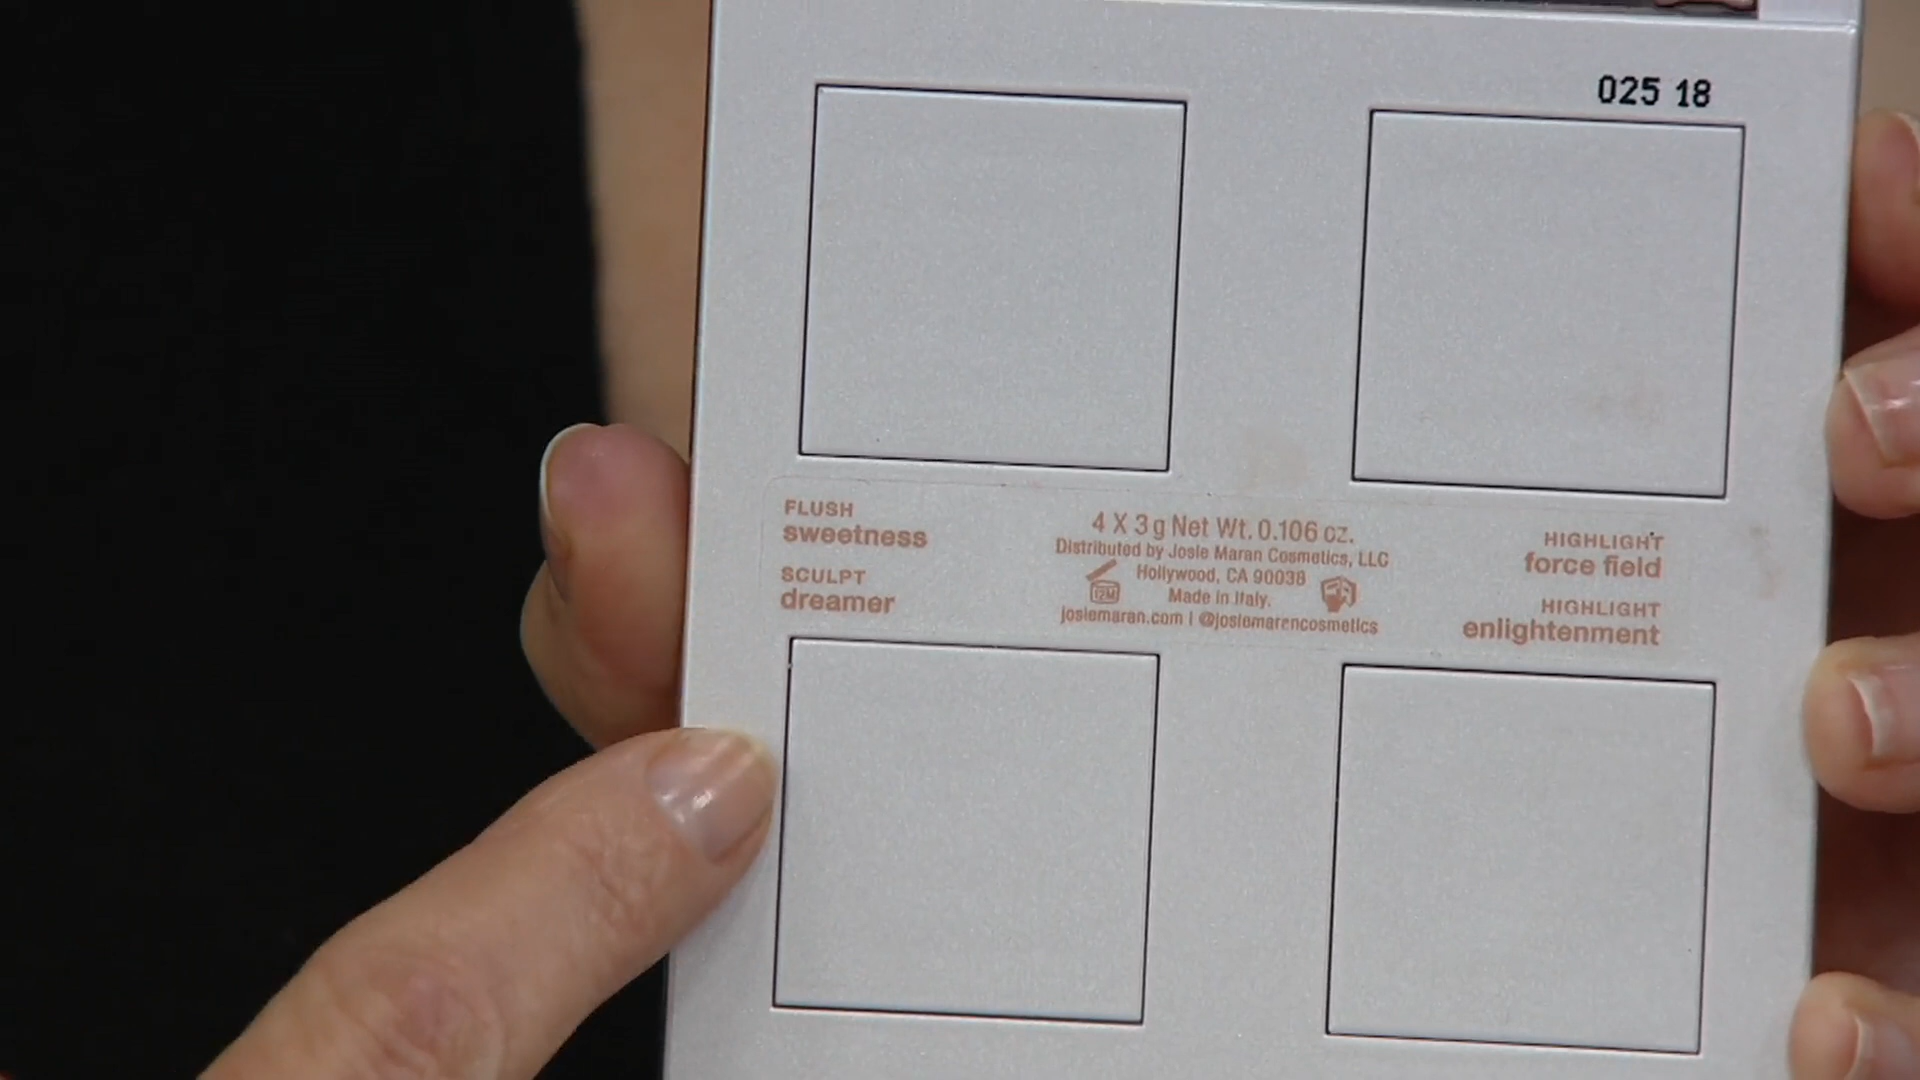 025 18
FLUSH
sweetness
SCULPT
dreamer
4 X 3 g Net Wt. 0.106 oz.
Distributed by Josie Maran Cosmetics, LLC
Hollywood, CA 90038
12M
Made in Italy.
josiemaran.com | @josiemarancosmetics
HIGHLIGHT
force field
HIGHLIGHT
enlightenment